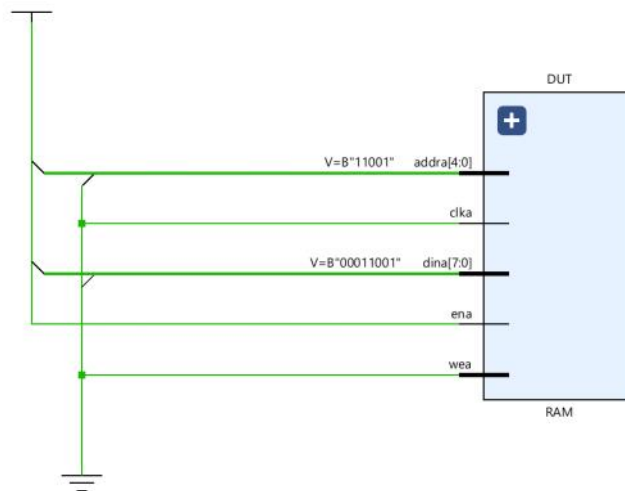 DUT
V=B"11001" addra[4:0]
clka
V=B"00011001" dina[7:0]
ena
wea
RAM